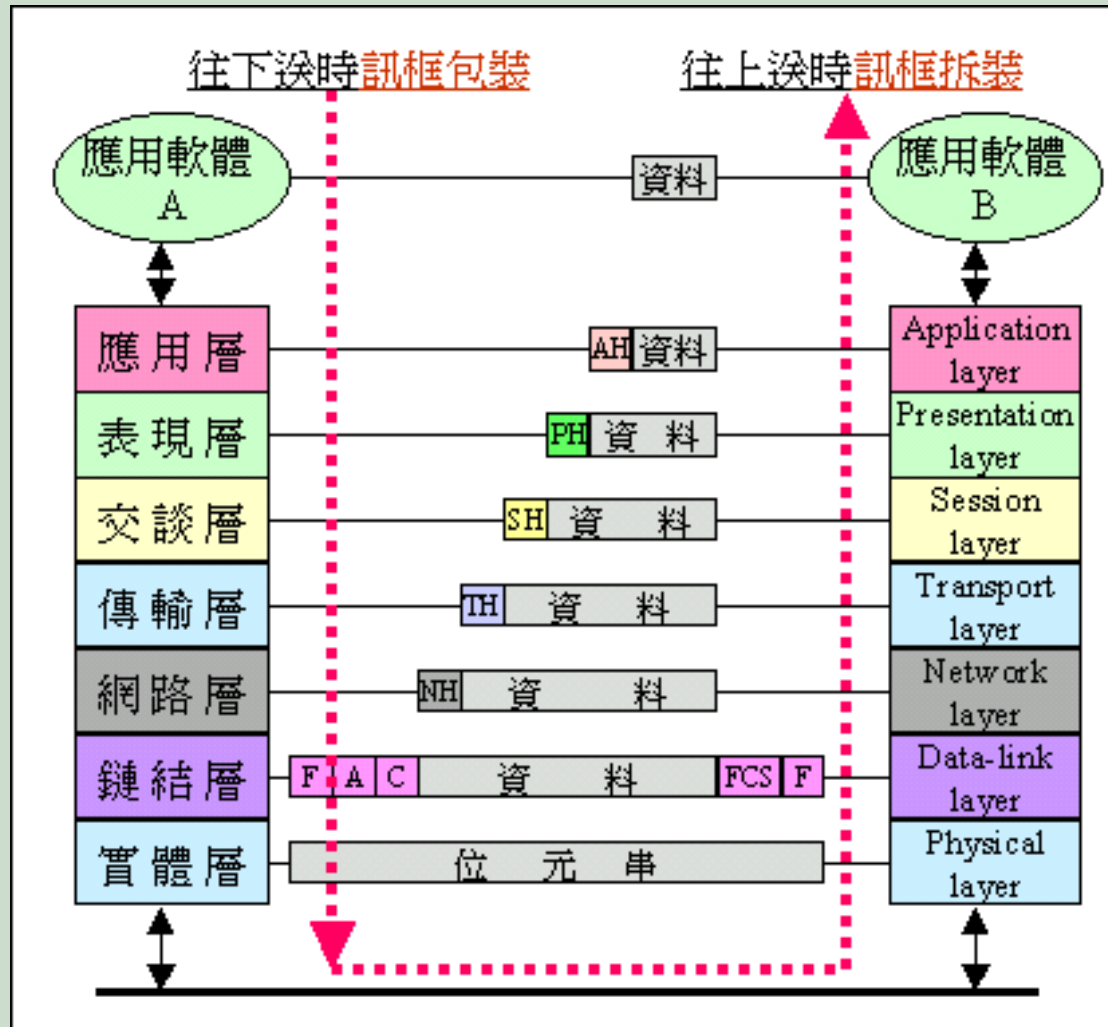 往下送時訊框包裝 往上送時訊框拆裝
應用軟體 資料 應用軟體
A B
應用層 AH 資料 Application
layer
表現層 PH 資料 Presentation
layer
交談層 SH 資料 Session
layer
傳輸層 TH 資料 Transport
layer
網路層 NH 資料 Network
layer
鏈結層 F A C 資料 FCS F Data-link
layer
實體層 位元串 Physical
layer